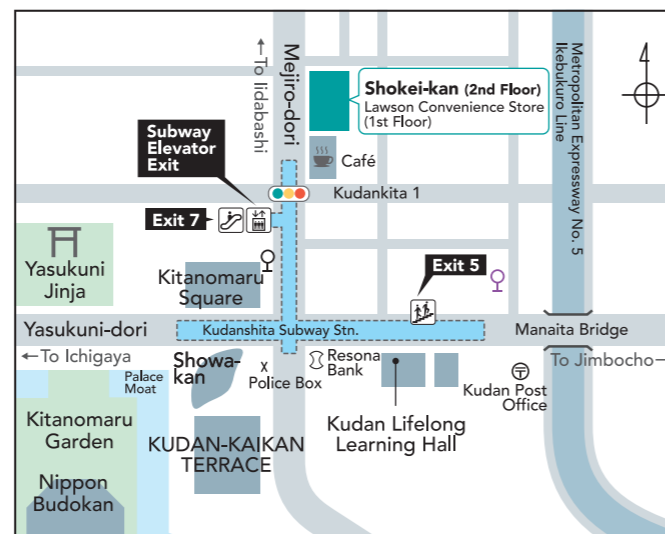 ←To Iidabashi
Mejiro-dori
Shokei-kan (2nd Floor)
Lawson Convenience Store
(1st Floor)
Metropolitan Expressway No. 5
Ikebukuro Line
4
Subway
Elevator
Exit
Café
Kudankita 1
Exit 7
Yasukuni
Jinja
Kitanomaru
Square
Exit 5
Yasukuni-dori
Kudanshita Subway Stn.
Manaita Bridge
←To Ichigaya
To Jimbocho
Palace
Moat
Showa-
kan
x
Police Box
Resona
Bank
Kudan Post
Office
Kitanomaru
Garden
KUDAN-KAIKAN
TERRACE
Kudan Lifelong
Learning Hall
Nippon
Budokan